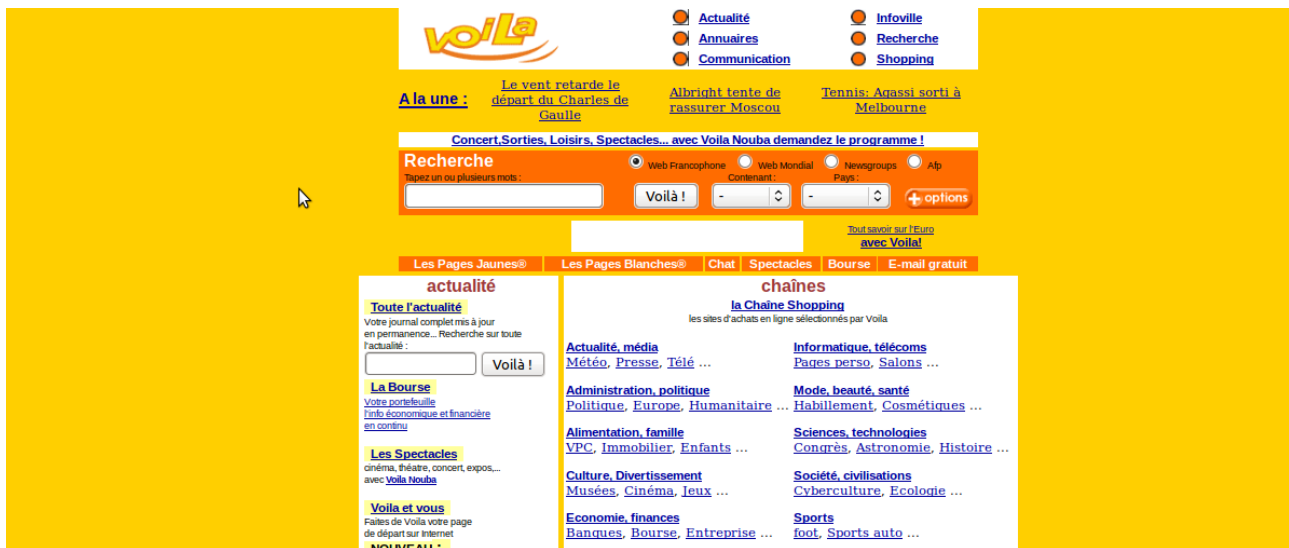 voiLa
Actualité
Infoville
Annuaires
Recherche
Communication
Shopping
A la une :
Le vent retarde le
départ du Charles de
Gaulle
Albright tente de
rassurer Moscou
Tennis: Agassi sorti à
Melbourne
Concert,Sorties, Loisirs, Spectacles... avec Voila Nouba demandez le programme !
Recherche
Web Francophone Web Mondial Newsgroups Afp
Tapez un ou plusieurs mots :
Contenant :
Pays :
Voilà !
-
-
+ options
Tout savoir sur l'Euro
avec Voila!
Les Pages Jaunes® Les Pages Blanches® Chat Spectacles Bourse E-mail gratuit
actualité
Toute l'actualité
Votre journal complet mis à jour
en permanence... Recherche sur toute
l'actualité :
Voilà !
La Bourse
Votre portefeuille
l'info économique et financière
en continu
Les Spectacles
cinéma, théatre, concert, expos,...
avec Voila Nouba
Voila et vous
Faites de Voila votre page
de départ sur Internet
NOUVEAU :
chaînes
la Chaîne Shopping
les sites d'achats en ligne sélectionnés par Voila
Actualité, média
Météo, Presse, Télé ...
Informatique, télécoms
Pages perso, Salons ...
Administration, politique
Politique, Europe, Humanitaire ...
Mode, beauté, santé
Habillement, Cosmétiques ...
Alimentation, famille
VPC, Immobilier, Enfants ...
Sciences, technologies
Congrès, Astronomie, Histoire ...
Culture, Divertissement
Musées, Cinéma, Jeux ...
Société, civilisations
Cyberculture, Ecologie ...
Economie, finances
Banques, Bourse, Entreprise ...
Sports
foot, Sports auto ...